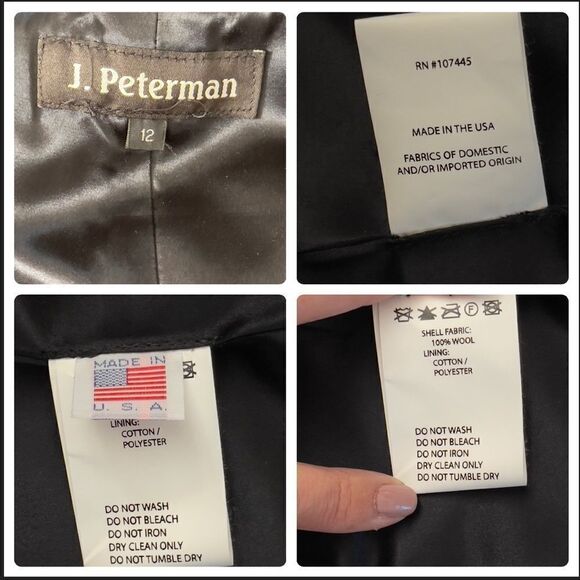 J. Peterman
12
RN #107445
MADE IN THE USA
FABRICS OF DOMESTIC
AND/OR IMPORTED ORIGIN
MADE IN
U. S. A.
LINING:
COTTON /
POLYESTER
DO NOT WASH
DO NOT BLEACH
DO NOT IRON
DRY CLEAN ONLY
DO NOT TUMBLE DRY
F
SHELL FABRIC:
100% WOOL
LINING:
COTTON /
POLYESTER
DO NOT WASH
DO NOT BLEACH
DO NOT IRON
DRY CLEAN ONLY
DO NOT TUMBLE DRY